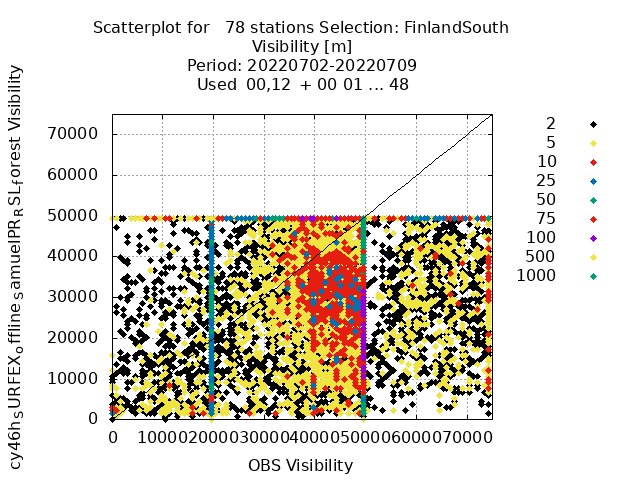 Scatterplot for 78 stations Selection: FinlandSouth
Visibility [m]
Period: 20220702-20220709
Used 00,12 + 00 01 ... 48
cy46h_SURFEX_offline_SamuelPR_RSL_forest Visibility
70000
60000
50000
40000
30000
20000
10000
0
0 10000 20000 30000 40000 50000 60000 70000
OBS Visibility
2
5
10
25
50
75
100
500
1000